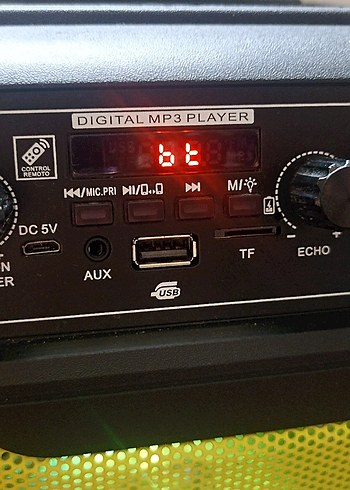 DIGITAL MP3 PLAYER
bt
CONTROL
REMOTO
/MIC.PRI
M/
DC 5V
AUX
USB
TF
- +
ECHO